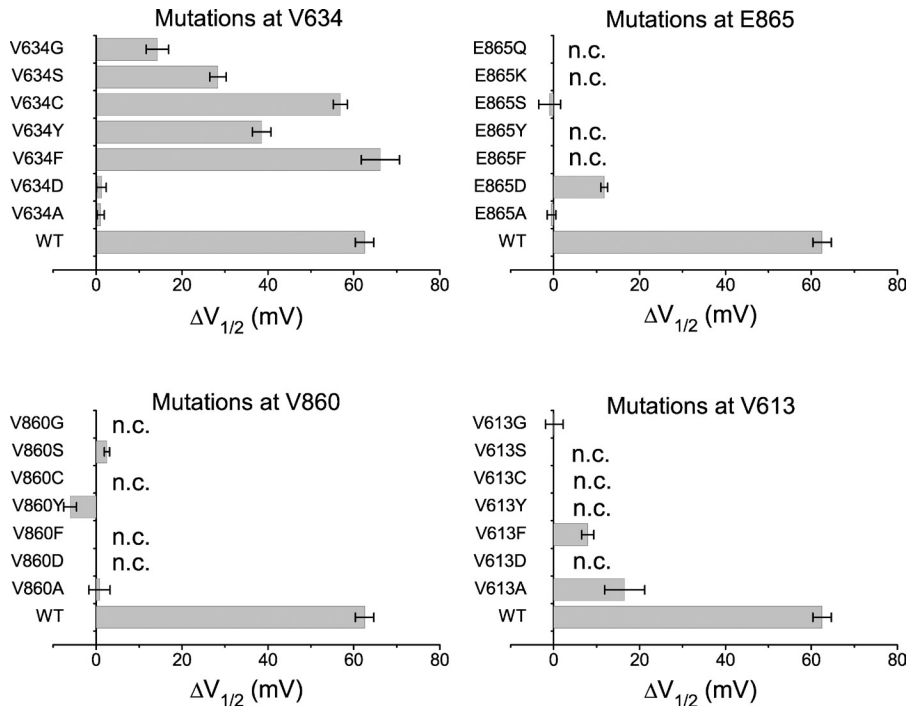 Mutations at V634
V634G
V634S
V634C
V634Y
V634F
V634D
V634A
WT
0 20 40 60 80
ΔV1/2 (mV)
Mutations at E865
E865Q n.c.
E865K n.c.
E865S
E865Y n.c.
E865F n.c.
E865D
E865A
WT
0 20 40 60 80
ΔV1/2 (mV)
Mutations at V860
V860G n.c.
V860S
V860C n.c.
V860Y
V860F n.c.
V860D n.c.
V860A
WT
0 20 40 60 80
ΔV1/2 (mV)
Mutations at V613
V613G
V613S n.c.
V613C n.c.
V613Y n.c.
V613F
V613D n.c.
V613A
WT
0 20 40 60 80
ΔV1/2 (mV)